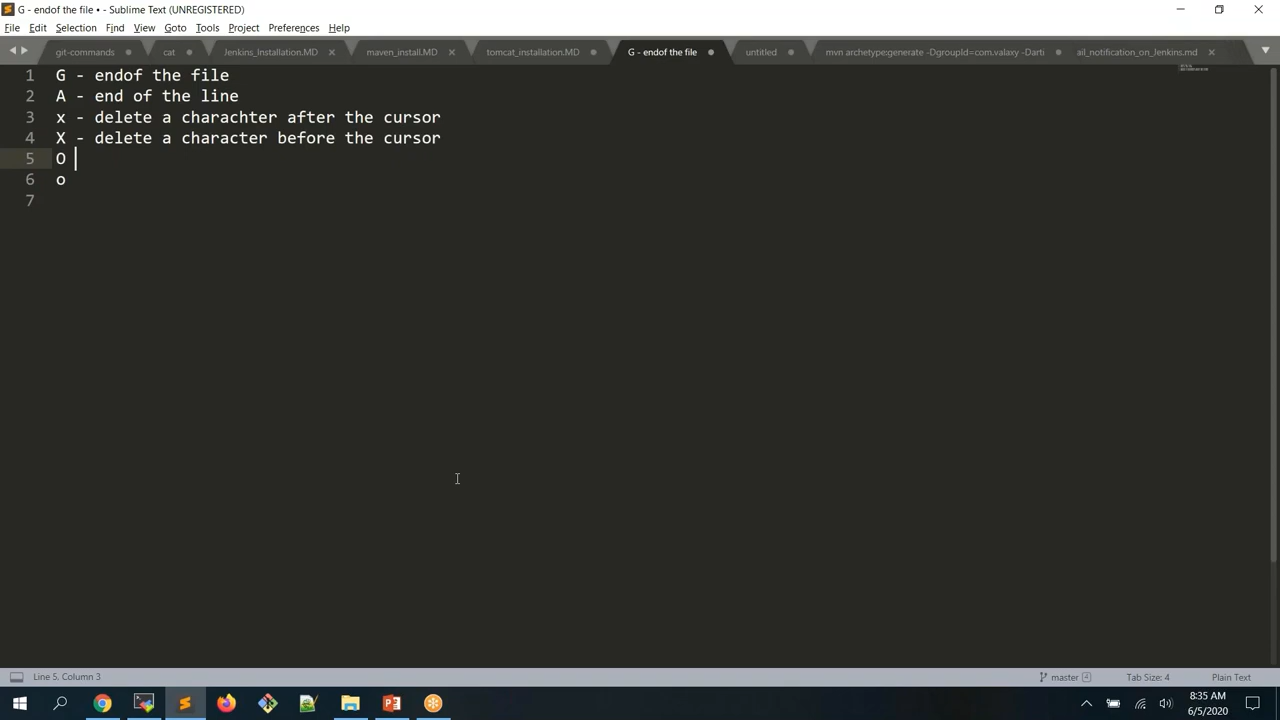 G - endof the file • - Sublime Text (UNREGISTERED)
File Edit Selection Find View Goto Tools Project Preferences Help
git-commands cat Jenkins_Installation.MD maven_install.MD tomcat_installation.MD G - endof the file untitled mvn archetype:generate -DgroupId=com.valaxy -Darti ail_notification_on_Jenkins.md
1 G - endof the file
2 A - end of the line
3 x - delete a charachter after the cursor
4 X - delete a character before the cursor
5 O
6 o
7
Line 5, Column 3 master 4 Tab Size: 4 Plain Text
8:35 AM
6/5/2020